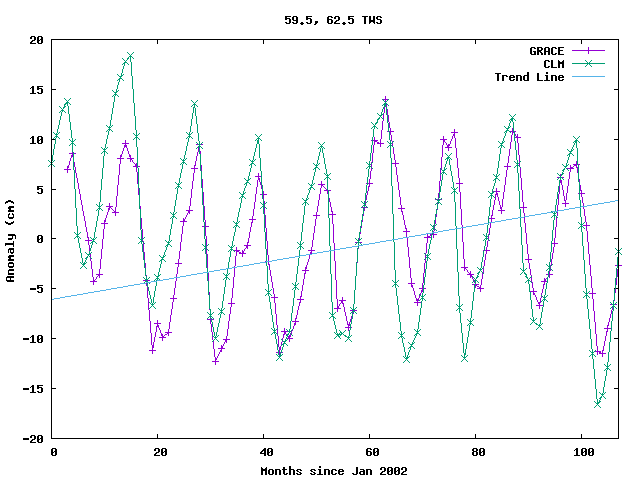 59.5, 62.5 TWS
GRACE
CLM
Trend Line
20
15
10
5
0
-5
-10
-15
-20
Anomaly (cm)
0 20 40 60 80 100
Months since Jan 2002